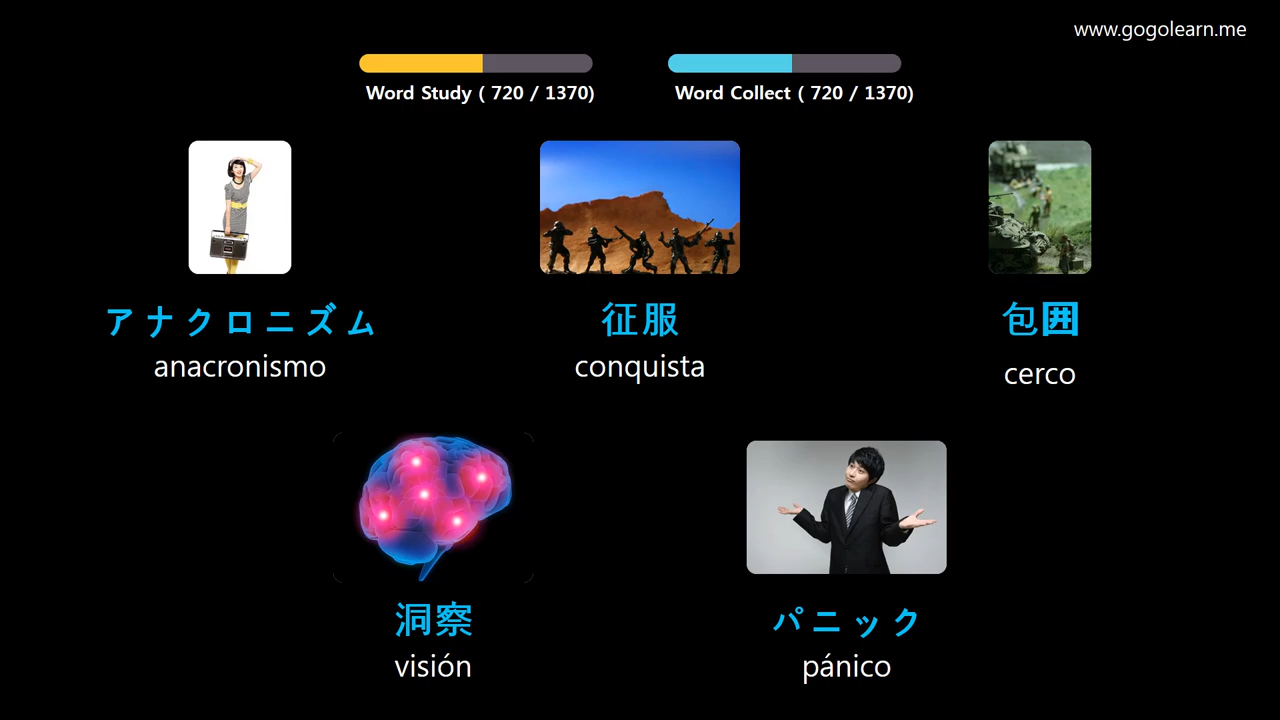 www.gogolearn.me
Word Study ( 720 / 1370)
Word Collect ( 720 / 1370)
アナクロニズム
anacronismo
征服
conquista
包囲
cerco
洞察
visión
パニック
pánico